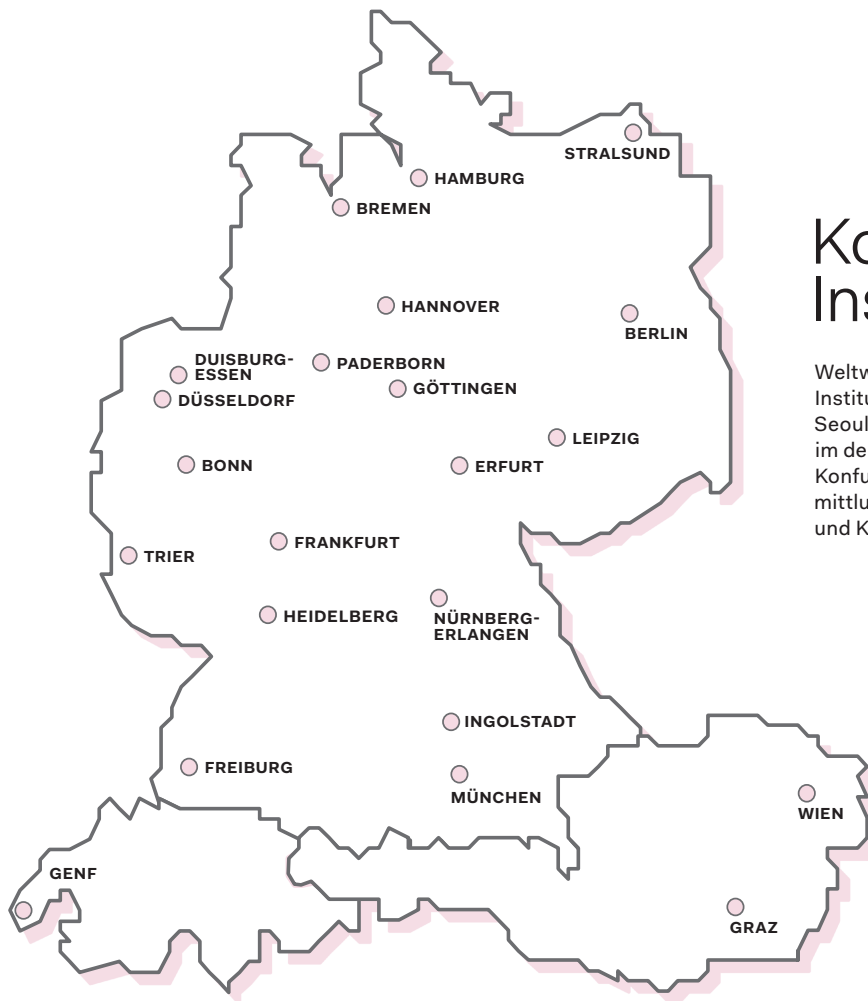 STRALSUND
HAMBURG
BREMEN
HANNOVER
BERLIN
DUISBURG-
ESSEN
PADERBORN
DÜSSELDORF
GÖTTINGEN
LEIPZIG
BONN
ERFURT
FRANKFURT
TRIER
HEIDELBERG
NÜRNBERG-
ERLANGEN
INGOLSTADT
FREIBURG
MÜNCHEN
WIEN
GENF
GRAZ
Ko
Ins
Weltw
Institu
Seoul
im de
Konfu
mittlu
und K